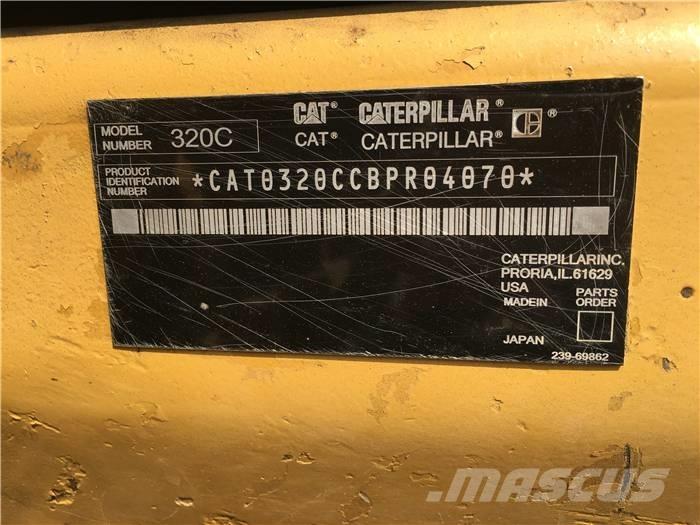 CAT® CATERPILLAR®
MODEL NUMBER 320C
CAT® CATERPILLAR®
PRODUCT IDENTIFICATION NUMBER *CAT0320CCBPR04070*
CATERPILLARINC.
PRORIA,IL.61629
USA
PARTS
MADEIN ORDER
JAPAN
239-69862
MASCUS